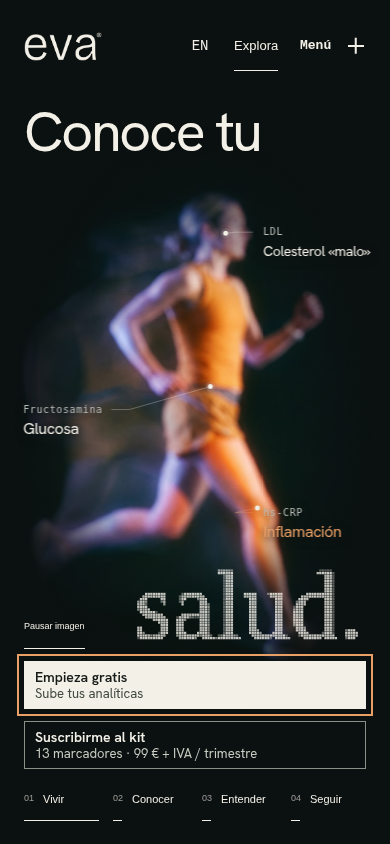 eva®
EN Explora Menú
Conoce tu
LDL
Colesterol «malo»
Fructosamina
Glucosa
hs-CRP
Inflamación
salud.
Pausar imagen
Empieza gratis
Sube tus analíticas
Suscribirme al kit
13 marcadores · 99 € + IVA / trimestre
01 Vivir 02 Conocer 03 Entender 04 Seguir